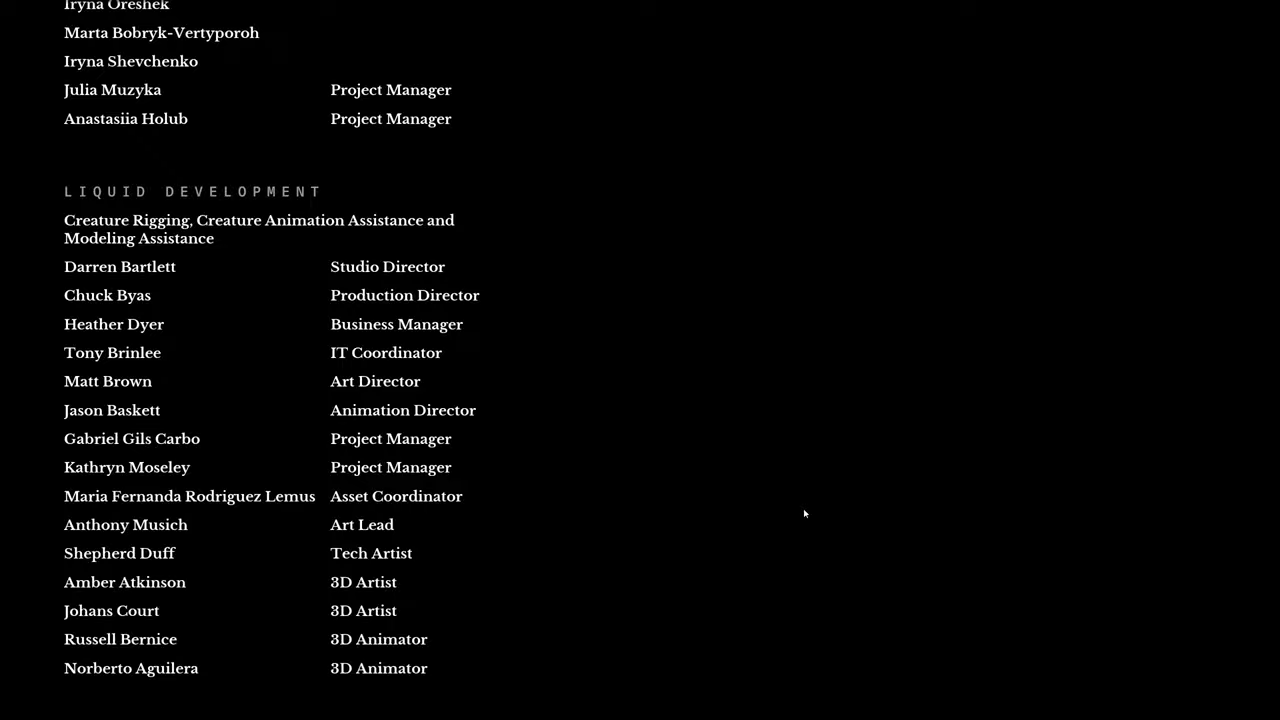 Iryna Oreshek
Marta Bobryk-Vertyporoh
Iryna Shevchenko
Julia Muzyka Project Manager
Anastasiia Holub Project Manager
LIQUID DEVELOPMENT
Creature Rigging, Creature Animation Assistance and
Modeling Assistance
Darren Bartlett Studio Director
Chuck Byas Production Director
Heather Dyer Business Manager
Tony Brinlee IT Coordinator
Matt Brown Art Director
Jason Baskett Animation Director
Gabriel Gils Carbo Project Manager
Kathryn Moseley Project Manager
Maria Fernanda Rodriguez Lemus Asset Coordinator
Anthony Musich Art Lead
Shepherd Duff Tech Artist
Amber Atkinson 3D Artist
Johans Court 3D Artist
Russell Bernice 3D Animator
Norberto Aguilera 3D Animator